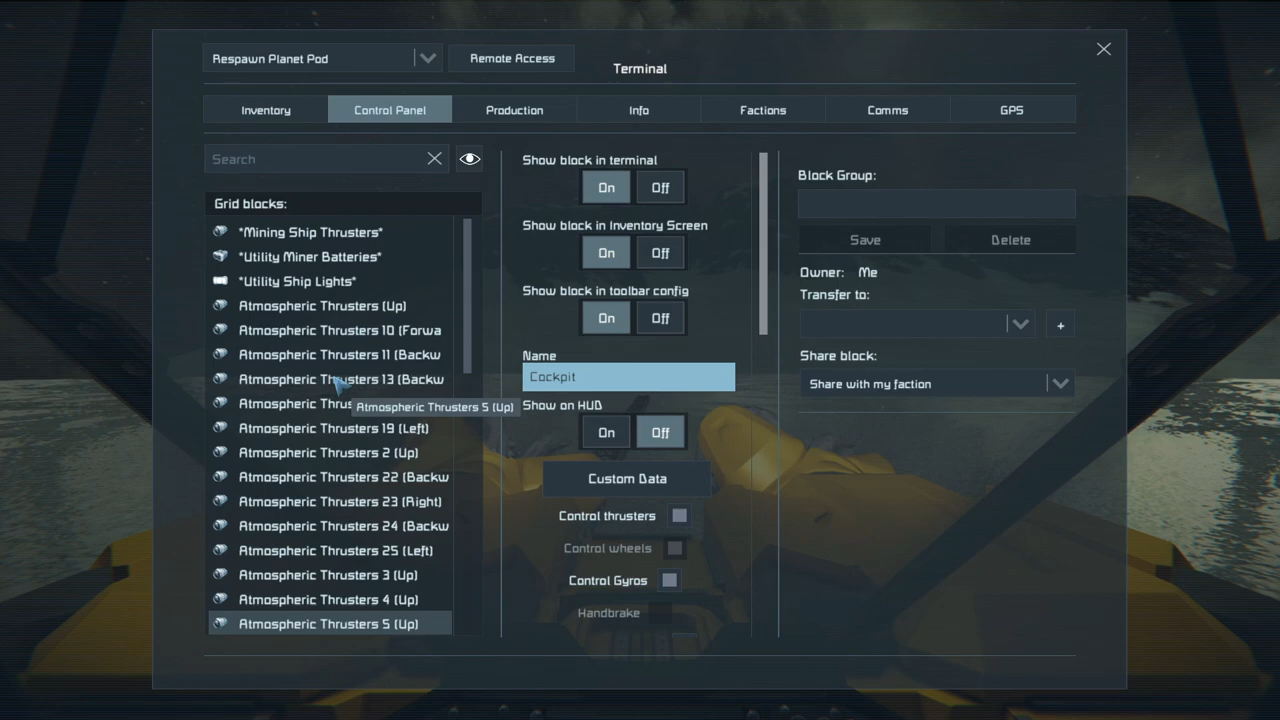 Respawn Planet Pod
Remote Access
Terminal
Inventory
Control Panel
Production
Info
Factions
Comms
GPS
Search
Grid blocks:
*Mining Ship Thrusters*
*Utility Miner Batteries*
*Utility Ship Lights*
Atmospheric Thrusters (Up)
Atmospheric Thrusters 10 (Forwa
Atmospheric Thrusters 11 (Backw
Atmospheric Thrusters 13 (Backw
Atmospheric Thrus
Atmospheric Thrusters 5 (Up)
Atmospheric Thrusters 19 (Left)
Atmospheric Thrusters 2 (Up)
Atmospheric Thrusters 22 (Backw
Atmospheric Thrusters 23 (Right)
Atmospheric Thrusters 24 (Backw
Atmospheric Thrusters 25 (Left)
Atmospheric Thrusters 3 (Up)
Atmospheric Thrusters 4 (Up)
Atmospheric Thrusters 5 (Up)
Show block in terminal
On Off
Show block in Inventory Screen
On Off
Show block in toolbar config
On Off
Name
Cockpit
Show on HUD
On Off
Custom Data
Control thrusters
Control wheels
Control Gyros
Handbrake
Block Group:
Save
Delete
Owner: Me
Transfer to:
+
Share block:
Share with my faction